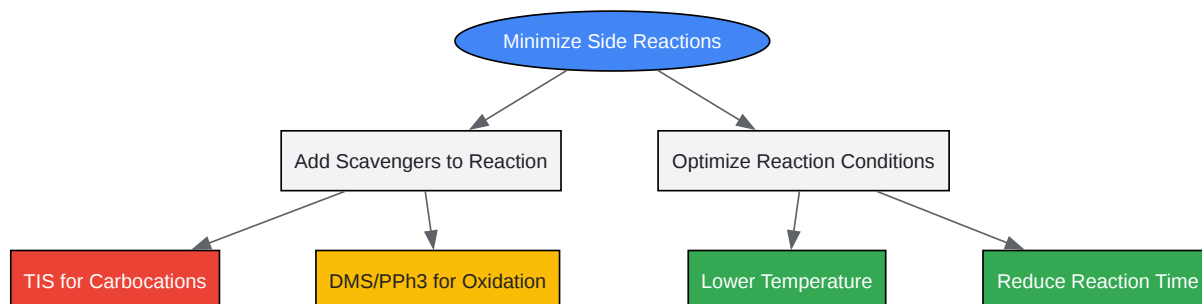 Minimize Side Reactions
Add Scavengers to Reaction
Optimize Reaction Conditions
TIS for Carbocations
DMS/PPh3 for Oxidation
Lower Temperature
Reduce Reaction Time